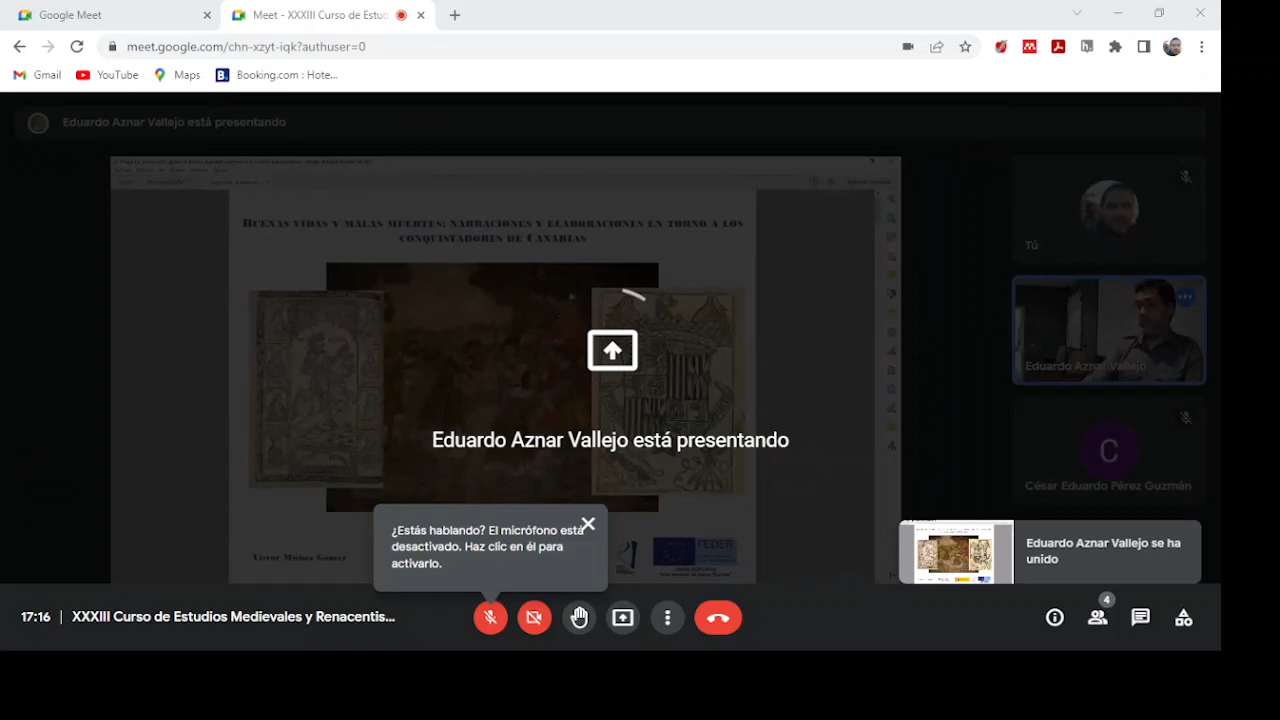 Google Meet
Meet - XXXIII Curso de Estud
meet.google.com/chn-xzyt-iqk?authuser=0
Gmail
YouTube
Maps
B.
Booking.com : Hote...
Eduardo Aznar Vallejo está presentando
Buenas vidas y malas muertes: narraciones y elaboraciones en torno a los
conquistadores de Canarias
Tú
Eduardo Aznar Vallejo
Eduardo Aznar Vallejo está presentando
C
César Eduardo Pérez Guzmán
¿Estás hablando? El micrófono está
desactivado. Haz clic en él para
activarlo.
Eduardo Aznar Vallejo se ha
unido
Víctor Muñoz Gómez
FEDER
17:16 | XXXIII Curso de Estudios Medievales y Renacentis...
4